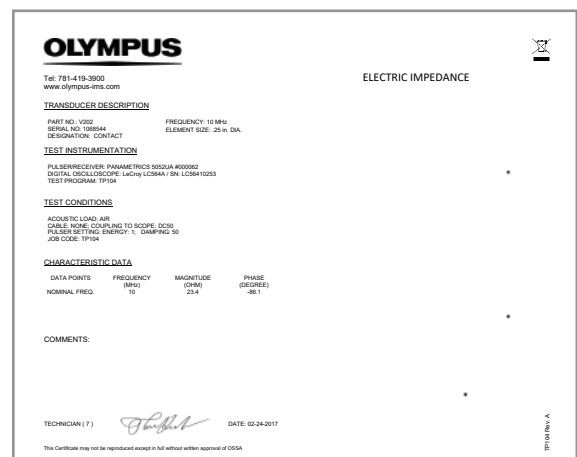 OLYMPUS
Tel: 781-419-3900
www.olympus-ims.com
ELECTRIC IMPEDANCE
TRANSDUCER DESCRIPTION
PART NO.: V202 FREQUENCY: 10 MHz
SERIAL NO: 1068544 ELEMENT SIZE: .25 in. DIA.
DESIGNATION: CONTACT
TEST INSTRUMENTATION
PULSER/RECEIVER: PANAMETRICS 5052UA #000062
DIGITAL OSCILLOSCOPE: LeCroy LC564A / SN: LC56410253
TEST PROGRAM: TP104
*
TEST CONDITIONS
ACOUSTIC LOAD: AIR
CABLE: NONE; COUPLING TO SCOPE: DC50
PULSER SETTING: ENERGY: 1; DAMPING: 50
JOB CODE: TP104
CHARACTERISTIC DATA
DATA POINTS FREQUENCY MAGNITUDE PHASE
(MHz) (OHM) (DEGREE)
NOMINAL FREQ. 10 23.4 -86.1
*
COMMENTS:
*
TECHNICIAN ( 7 ) DATE: 02-24-2017
This Certificate may not be reproduced except in full without written approval of OSSA
TP104 Rev. A